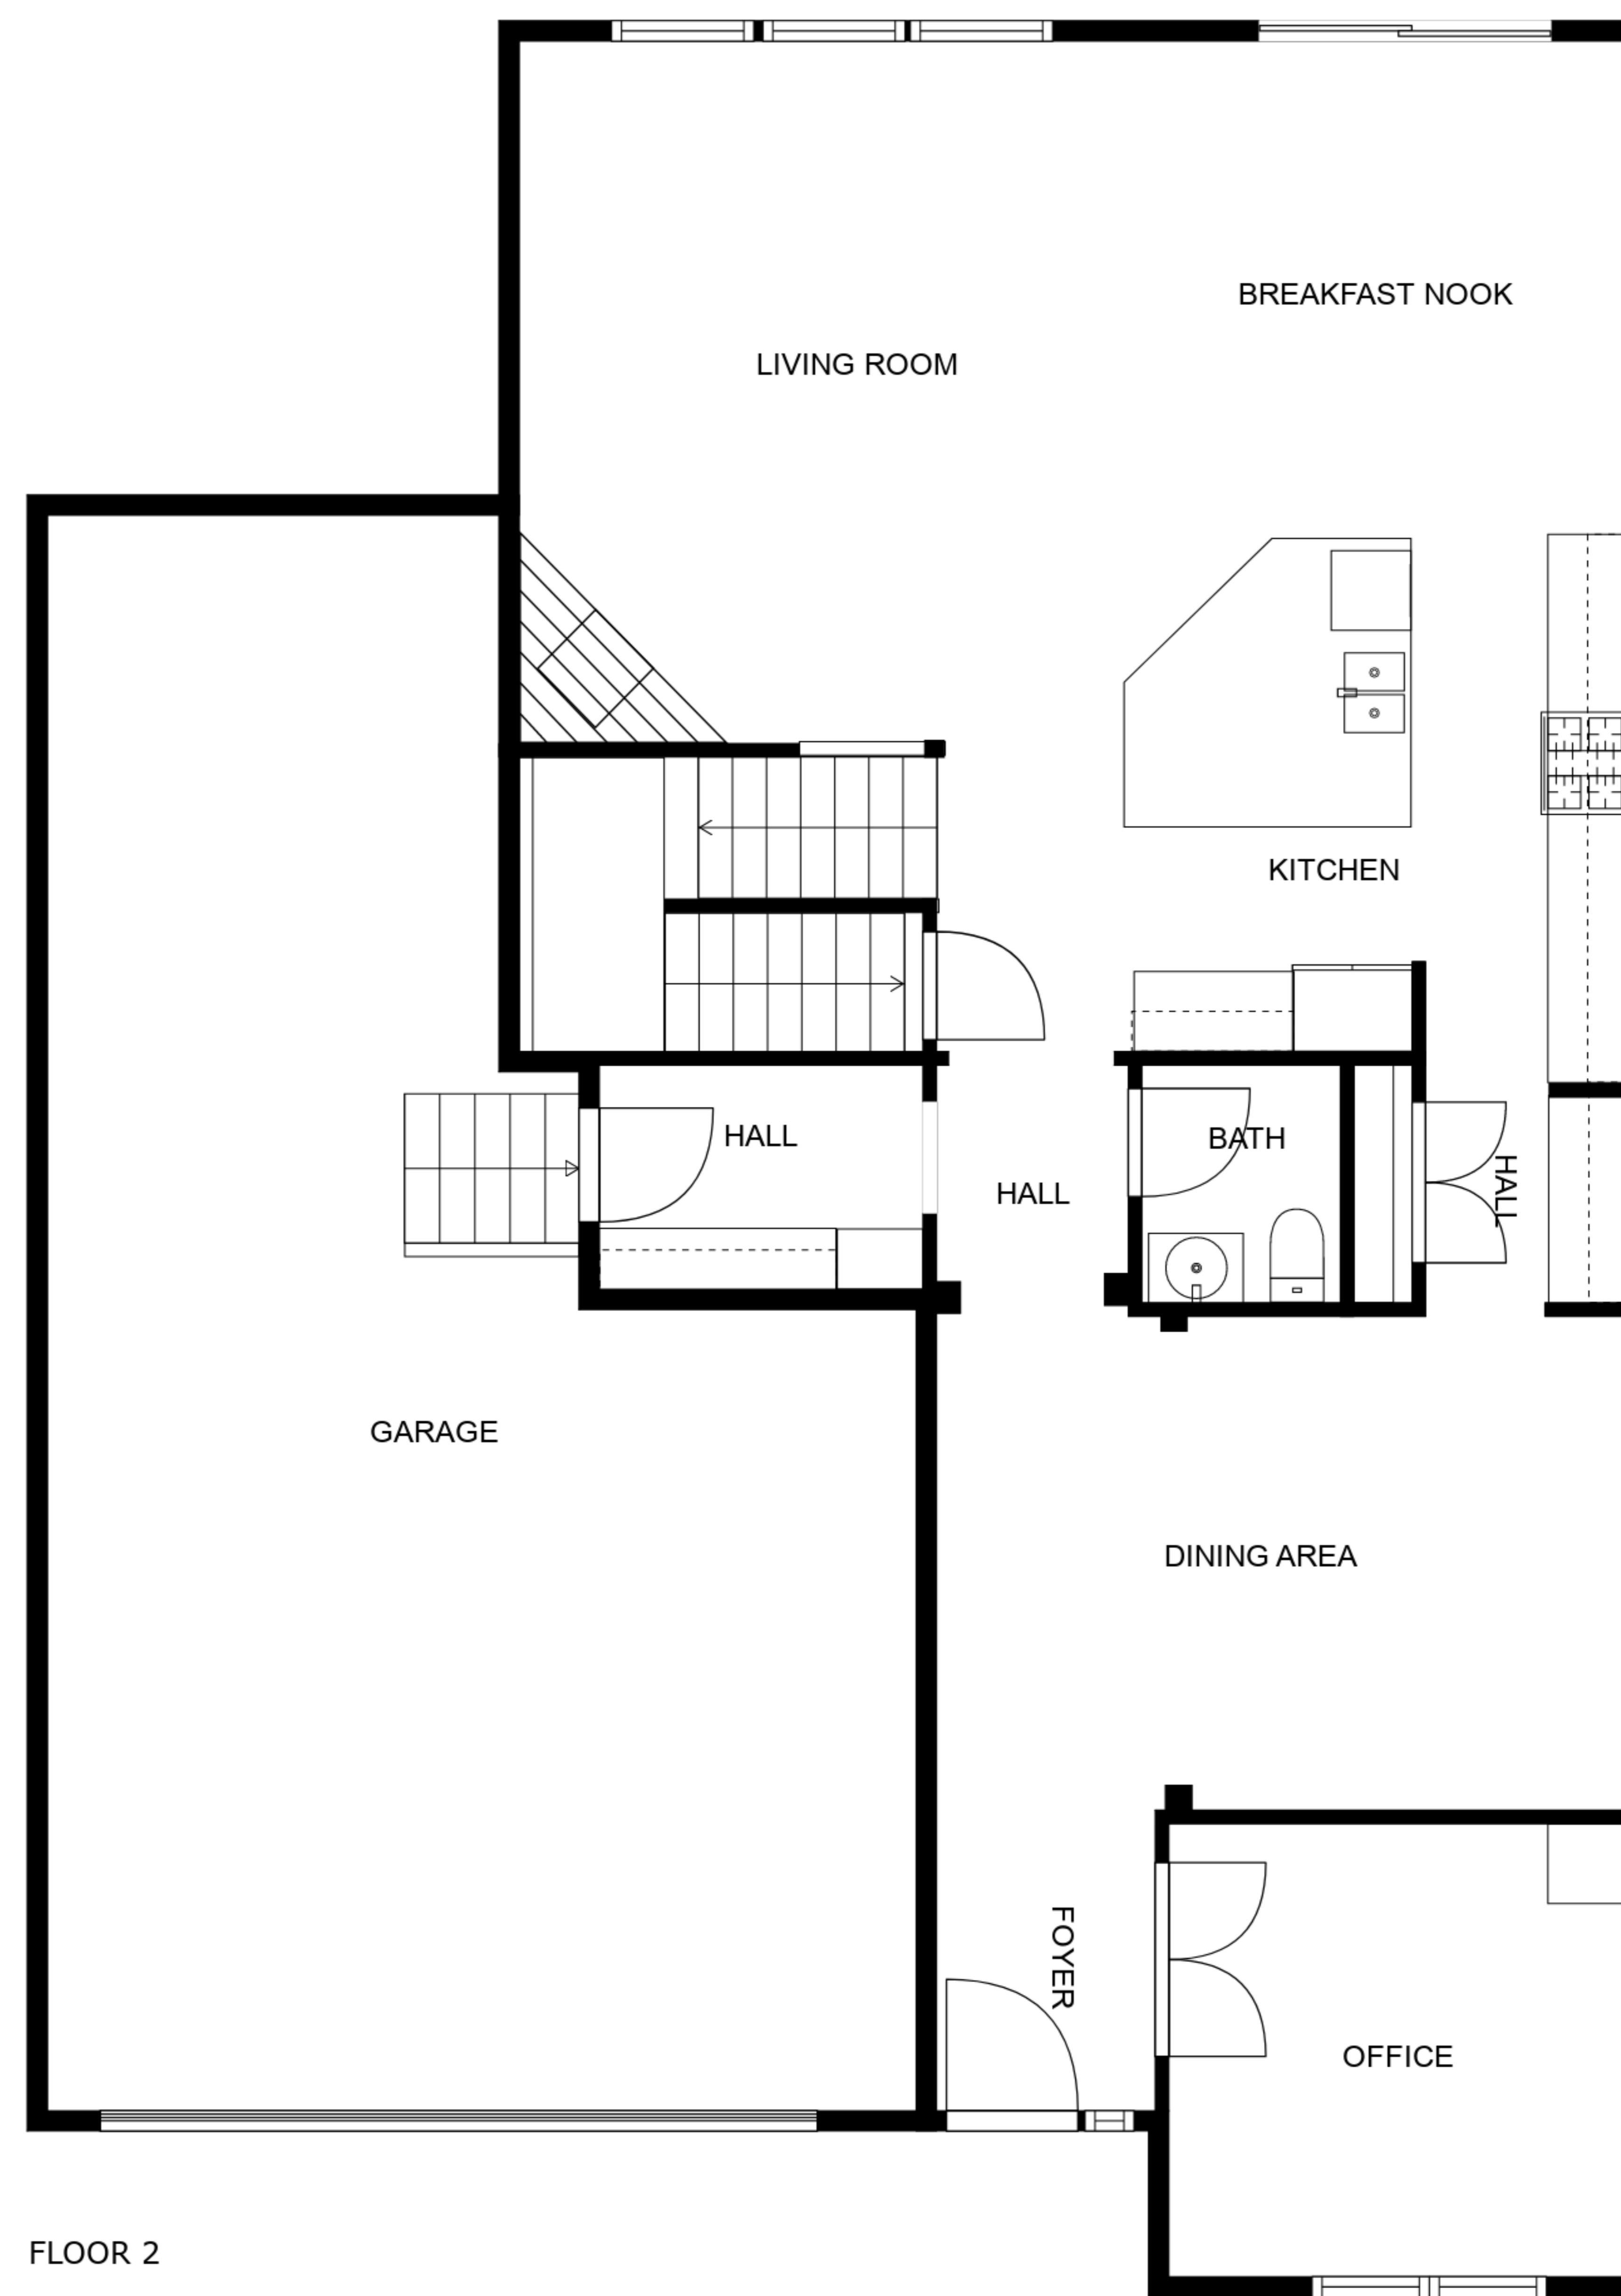 BREAKFAST NOOK
LIVING ROOM
KITCHEN
HALL
BATH
HALL
HALL
GARAGE
DINING AREA
FOYER
OFFICE
FLOOR 2